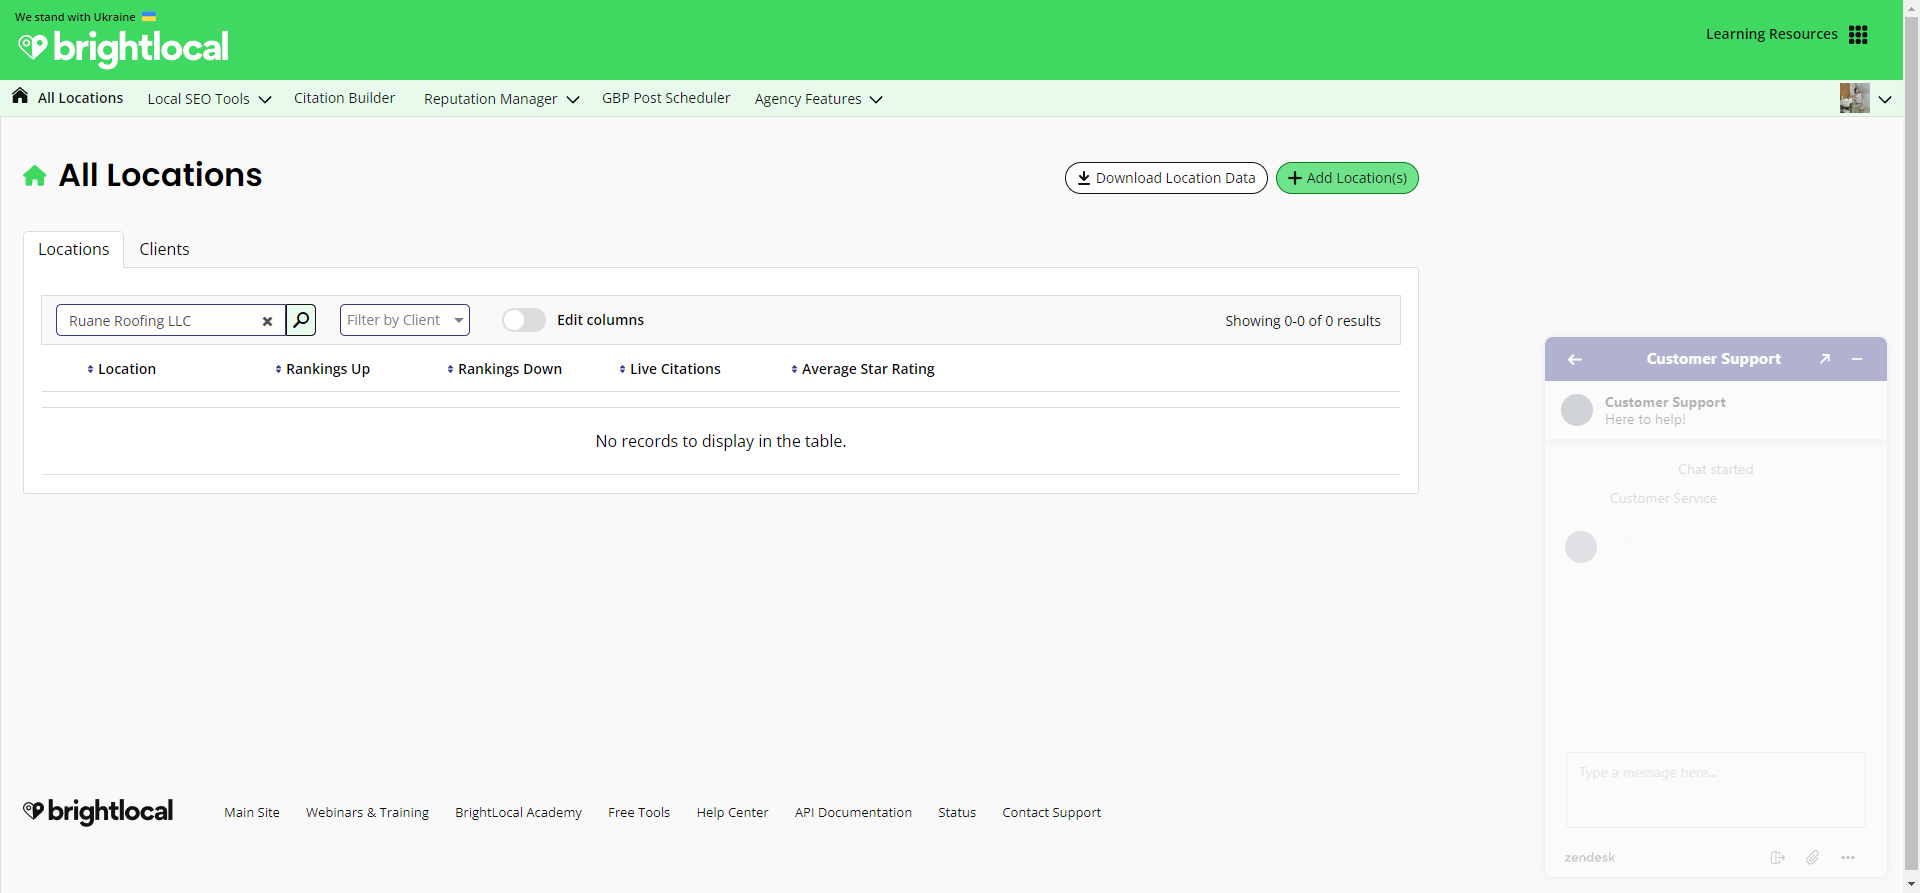 We stand with Ukraine
brightlocal
Learning Resources
All Locations
Local SEO Tools
Citation Builder
Reputation Manager
GBP Post Scheduler
Agency Features
All Locations
Download Location Data
Add Location(s)
Locations
Clients
Ruane Roofing LLC
Filter by Client
Edit columns
Showing 0-0 of 0 results
Location
Rankings Up
Rankings Down
Live Citations
Average Star Rating
No records to display in the table.
Customer Support
Customer Support
Here to help!
Chat started
Customer Service
Type a message here...
zendesk
brightlocal
Main Site
Webinars & Training
BrightLocal Academy
Free Tools
Help Center
API Documentation
Status
Contact Support